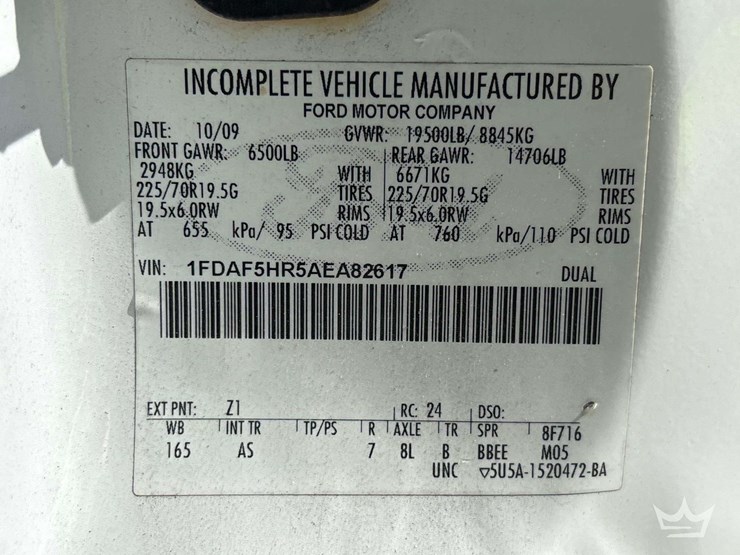 INCOMPLETE VEHICLE MANUFACTURED BY
FORD MOTOR COMPANY
DATE: 10/09 GVWR: 19500LB/ 8845KG
FRONT GAWR: 6500LB REAR GAWR: 14706LB
2948KG WITH 6671KG WITH
225/70R19.5G TIRES 225/70R19.5G TIRES
19.5x6.0RW RIMS 19.5x6.0RW RIMS
AT 655 kPa/ 95 PSI COLD AT 760 kPa/110 PSI COLD
VIN: 1FDAF5HR5AEA82617 DUAL
EXT PNT: Z1 RC: 24 DSO:
WB INT TR TP/PS R AXLE TR SPR 8F716
165 AS 7 8L B BBEE M05
UNC ▽5U5A-1520472-BA